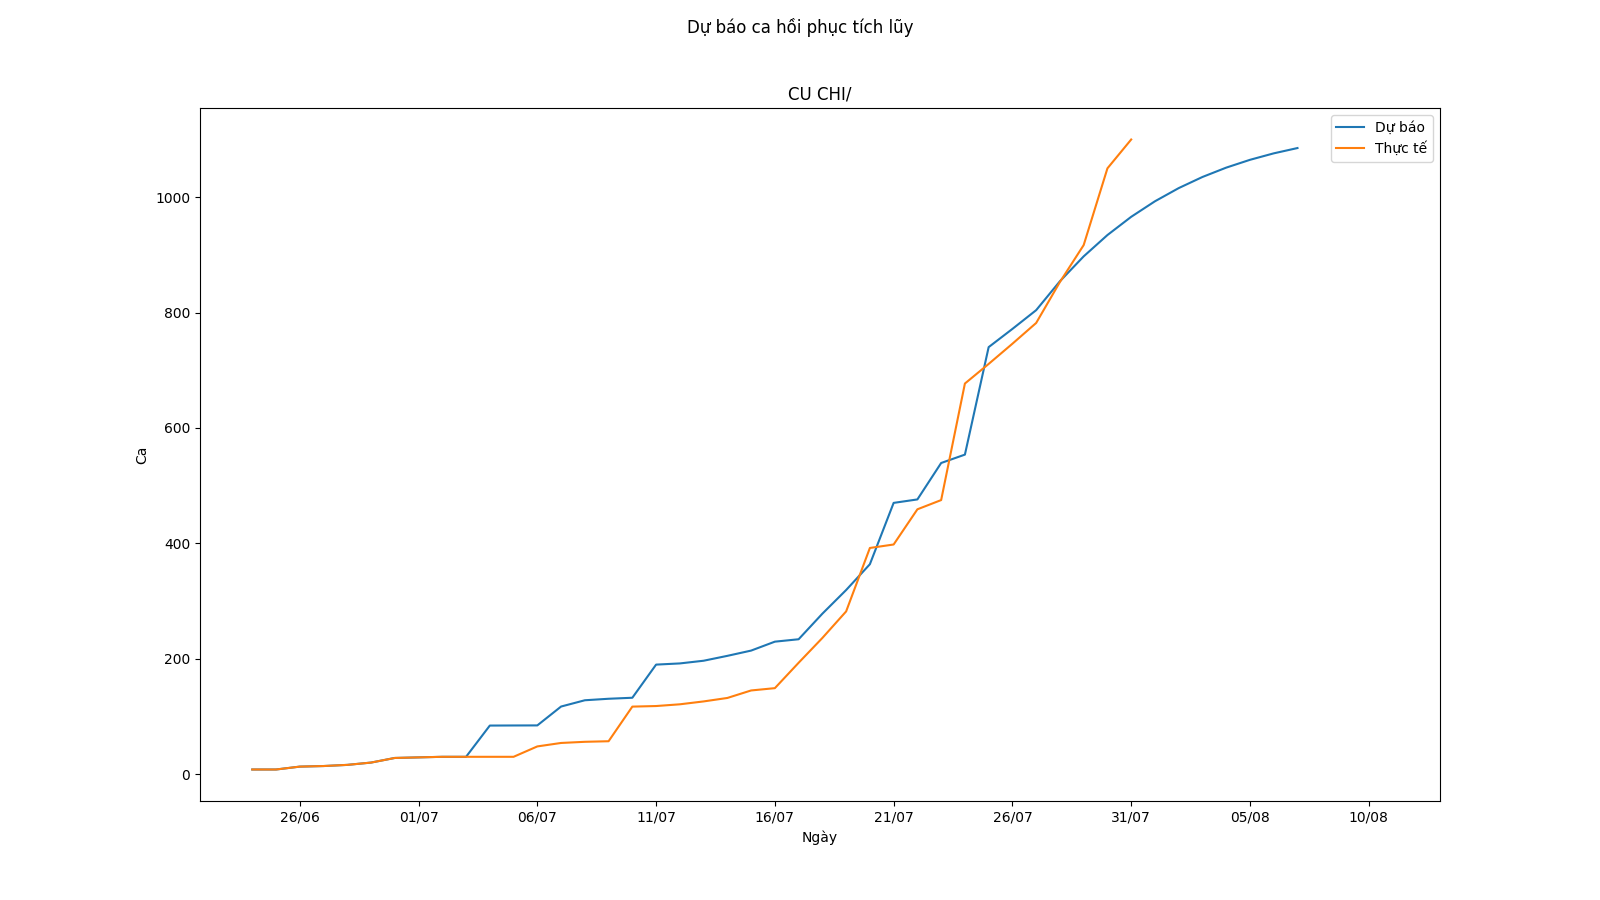 Dự báo ca hồi phục tích lũy
CU CHI/
Dự báo
Thực tế
1000
800
600
400
200
0
Ca
26/06 01/07 06/07 11/07 16/07 21/07 26/07 31/07 05/08 10/08
Ngày